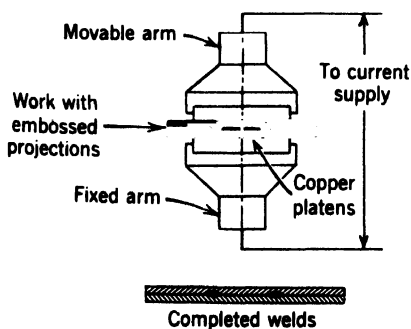 Movable arm
To current
supply
Work with
embossed
projections
Fixed arm
Copper
platens
Completed welds